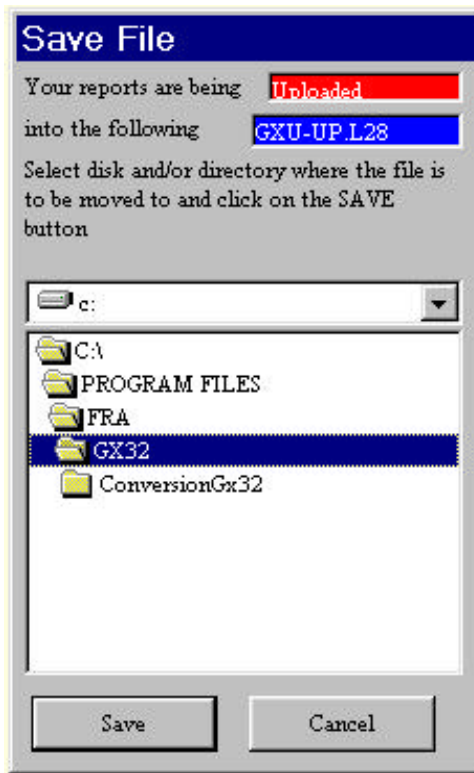 Save File
Your reports are being Uploaded
into the following GXU-UP.L28
Select disk and/or directory where the file is
to be moved to and click on the SAVE
button
c:
C:\
PROGRAM FILES
FRA
GX32
ConversionGx32
Save Cancel